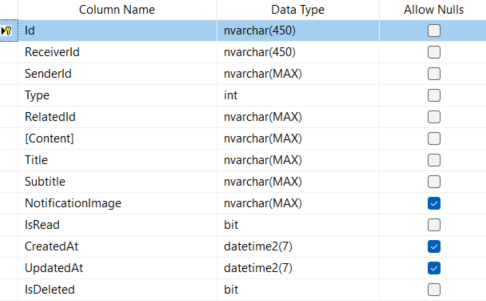 Column Name Data Type Allow Nulls
Id nvarchar(450)
ReceiverId nvarchar(450)
SenderId nvarchar(MAX)
Type int
RelatedId nvarchar(MAX)
[Content] nvarchar(MAX)
Title nvarchar(MAX)
Subtitle nvarchar(MAX)
NotificationImage nvarchar(MAX)
IsRead bit
CreatedAt datetime2(7)
UpdatedAt datetime2(7)
IsDeleted bit